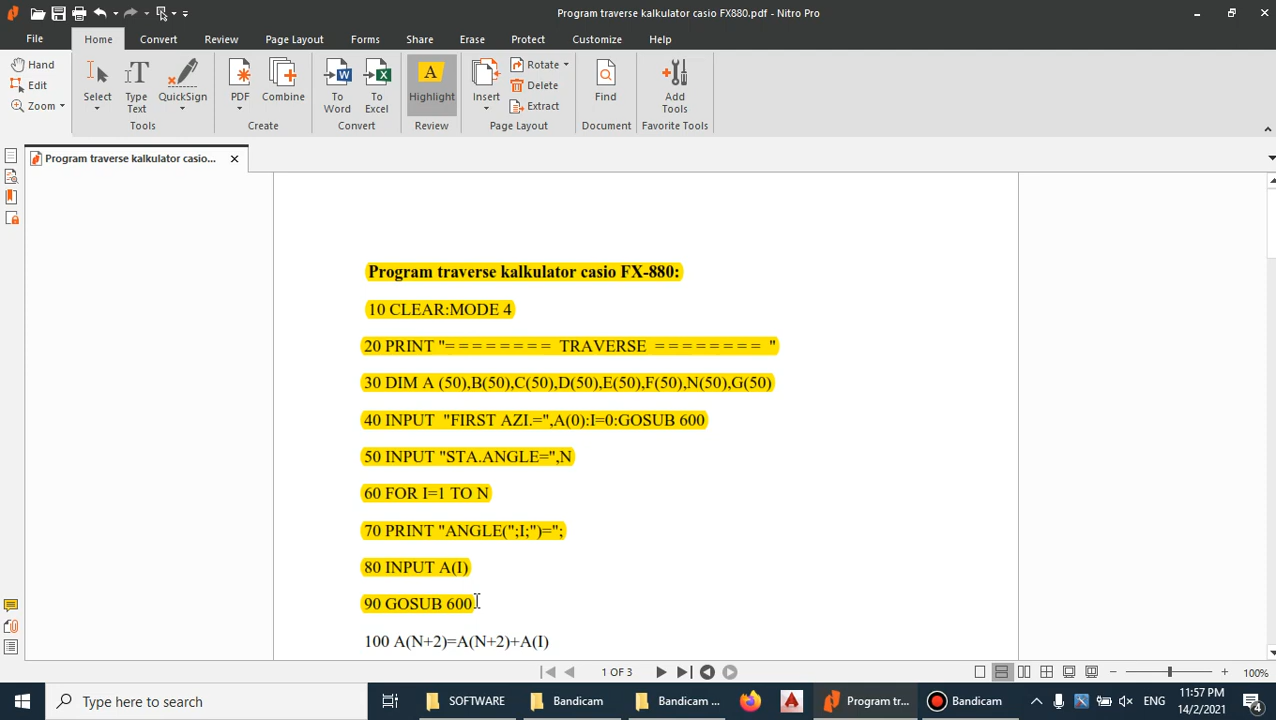 Program traverse kalkulator casio FX880.pdf - Nitro Pro
File Home Convert Review Page Layout Forms Share Erase Protect Customize Help
Hand
Edit
Zoom
Select
Type Text
QuickSign
PDF
Combine
To Word
To Excel
Highlight
Insert
Rotate
Delete
Extract
Find
Add Tools
Tools Create Convert Review Page Layout Document Favorite Tools
Program traverse kalkulator casio...
Program traverse kalkulator casio FX-880:
10 CLEAR:MODE 4
20 PRINT "= = = = = = = = TRAVERSE = = = = = = = = "
30 DIM A (50),B(50),C(50),D(50),E(50),F(50),N(50),G(50)
40 INPUT "FIRST AZI.=",A(0):I=0:GOSUB 600
50 INPUT "STA.ANGLE=",N
60 FOR I=1 TO N
70 PRINT "ANGLE(";I;")=";
80 INPUT A(I)
90 GOSUB 600
100 A(N+2)=A(N+2)+A(I)
1 OF 3
100%
Type here to search
SOFTWARE
Bandicam
Bandicam ...
Program tr...
Bandicam
ENG
11:57 PM
14/2/2021
4